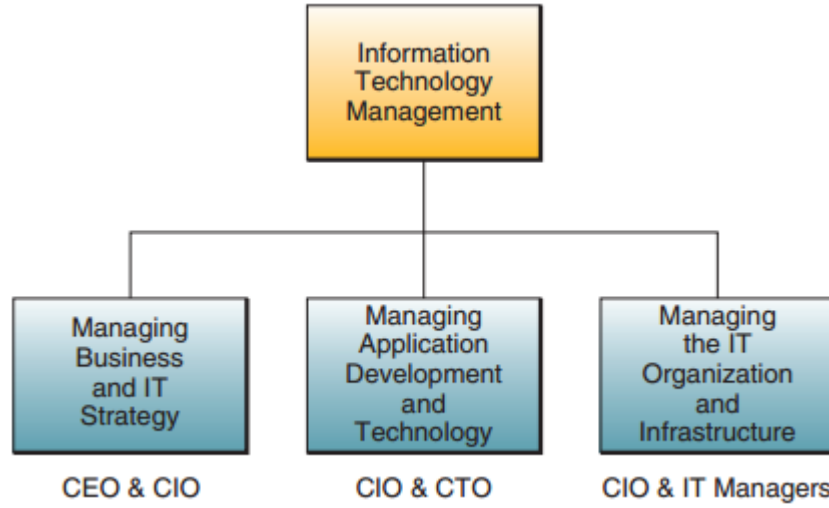 Information
Technology
Management
Managing
Business
and IT
Strategy
Managing
Application
Development
and
Technology
Managing
the IT
Organization
and
Infrastructure
CEO & CIO
CIO & CTO
CIO & IT Managers